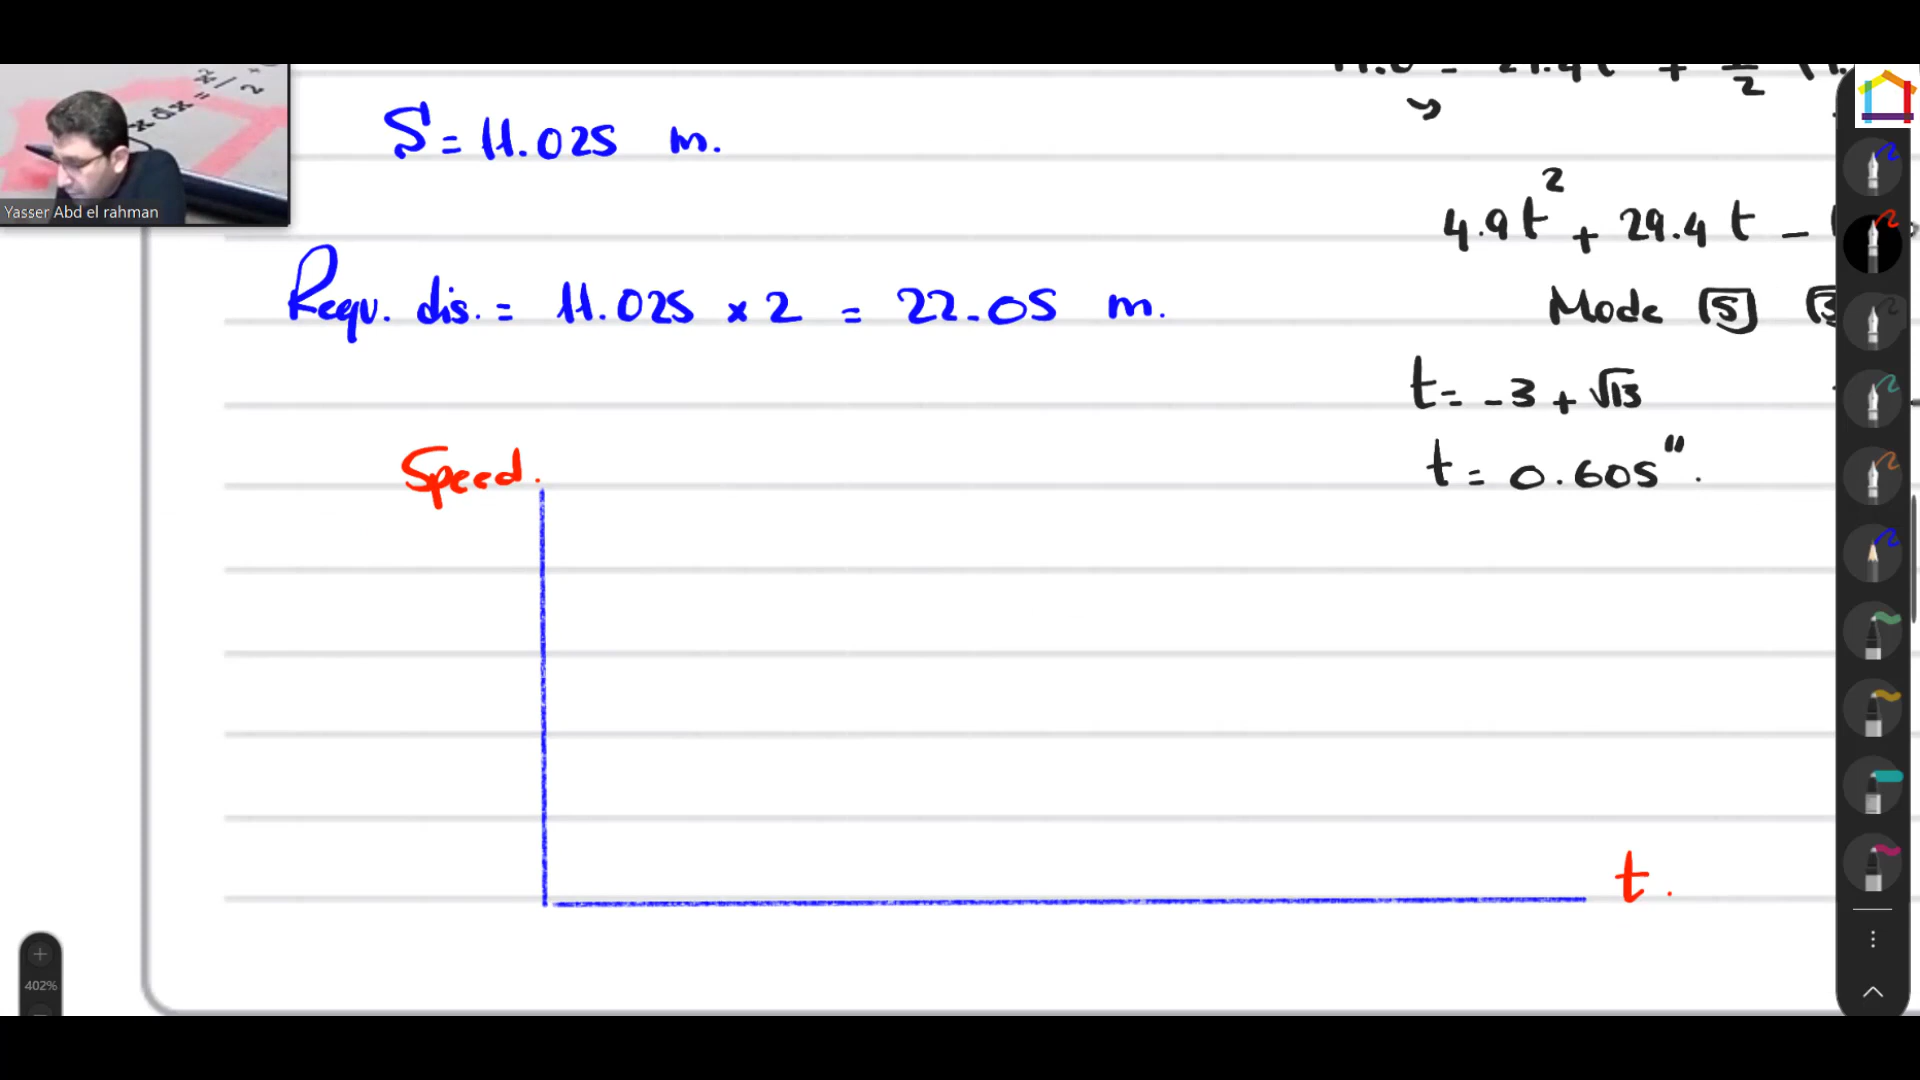 S = 11.025 m.
Yasser Abd el rahman
4.9t² + 29.4 t –
Requ. dis. = 11.025 × 2 = 22.05 m.
Mode 5
t = -3 + √13
Speed.
t = 0.605".
t.
402%